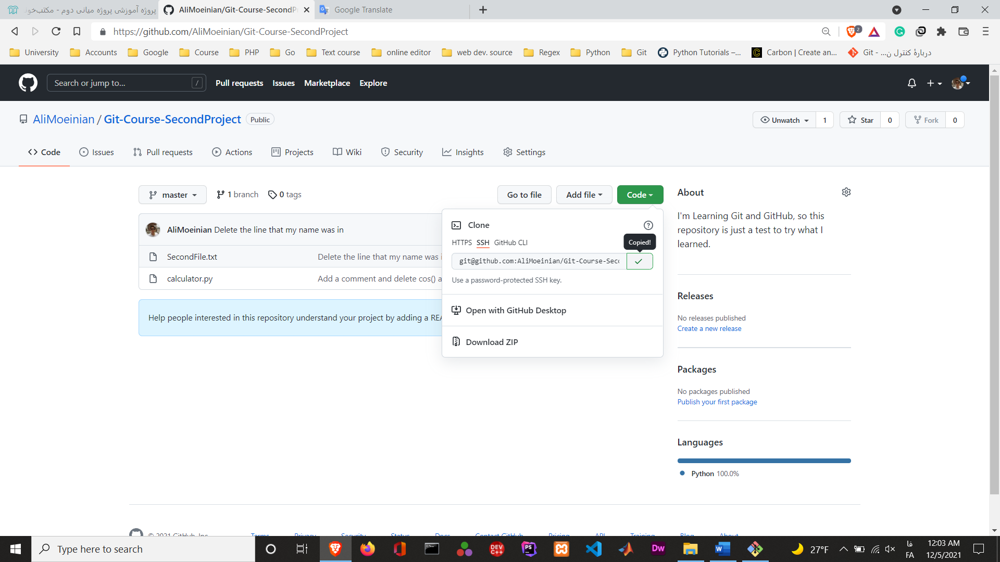 پروژه آموزشی پروژه میانی دوم - مکتب‌خونه
AliMoeinian/Git-Course-SecondP
Google Translate
https://github.com/AliMoeinian/Git-Course-SecondProject
2
University
Accounts
Google
Course
PHP
Go
Text course
online editor
web dev. source
Regex
Python
Git
Python Tutorials –...
Carbon | Create an...
Git - دربارهٔ کنترل ن...
Search or jump to...
/
Pull requests
Issues
Marketplace
Explore
AliMoeinian / Git-Course-SecondProject
Public
Unwatch
1
Star
0
Fork
0
Code
Issues
Pull requests
Actions
Projects
Wiki
Security
Insights
Settings
master
1 branch
0 tags
Go to file
Add file
Code
AliMoeinian Delete the line that my name was in
SecondFile.txt
Delete the line that my name was i
calculator.py
Add a comment and delete cos() a
Help people interested in this repository understand your project by adding a REA
Clone
HTTPS
SSH
GitHub CLI
Copied!
git@github.com:AliMoeinian/Git-Course-Seco
Use a password-protected SSH key.
Open with GitHub Desktop
Download ZIP
About
I'm Learning Git and GitHub, so this
repository is just a test to try what I
learned.
Releases
No releases published
Create a new release
Packages
No packages published
Publish your first package
Languages
Python 100.0%
© 2021 GitHub, Inc.
Terms
Privacy
Security
Status
Docs
Contact GitHub
Pricing
API
Training
Blog
About
Type here to search
DEV C++
PS
Dw
W
27°F
فا
FA
12:03 AM
12/5/2021